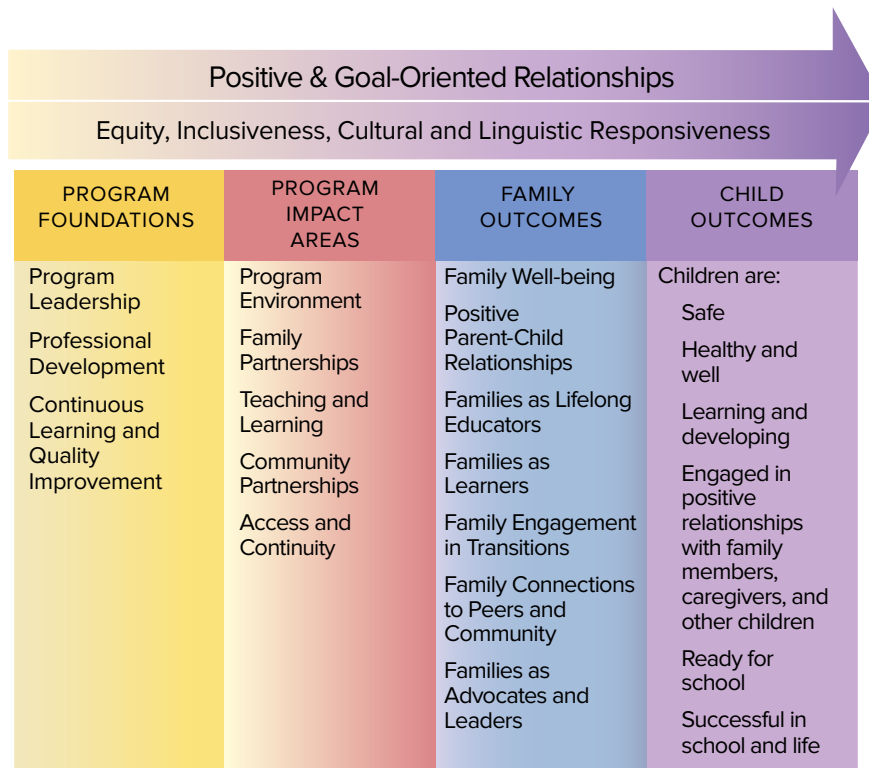 Positive & Goal-Oriented Relationships
Equity, Inclusiveness, Cultural and Linguistic Responsiveness
PROGRAM
FOUNDATIONS
Program
Leadership
Professional
Development
Continuous
Learning and
Quality
Improvement
PROGRAM
IMPACT
AREAS
Program
Environment
Family
Partnerships
Teaching and
Learning
Community
Partnerships
Access and
Continuity
FAMILY
OUTCOMES
Family Well-being
Positive
Parent-Child
Relationships
Families as Lifelong
Educators
Families as
Learners
Family Engagement
in Transitions
Family Connections
to Peers and
Community
Families as
Advocates and
Leaders
CHILD
OUTCOMES
Children are:
Safe
Healthy and
well
Learning and
developing
Engaged in
positive
relationships
with family
members,
caregivers, and
other children
Ready for
school
Successful in
school and life